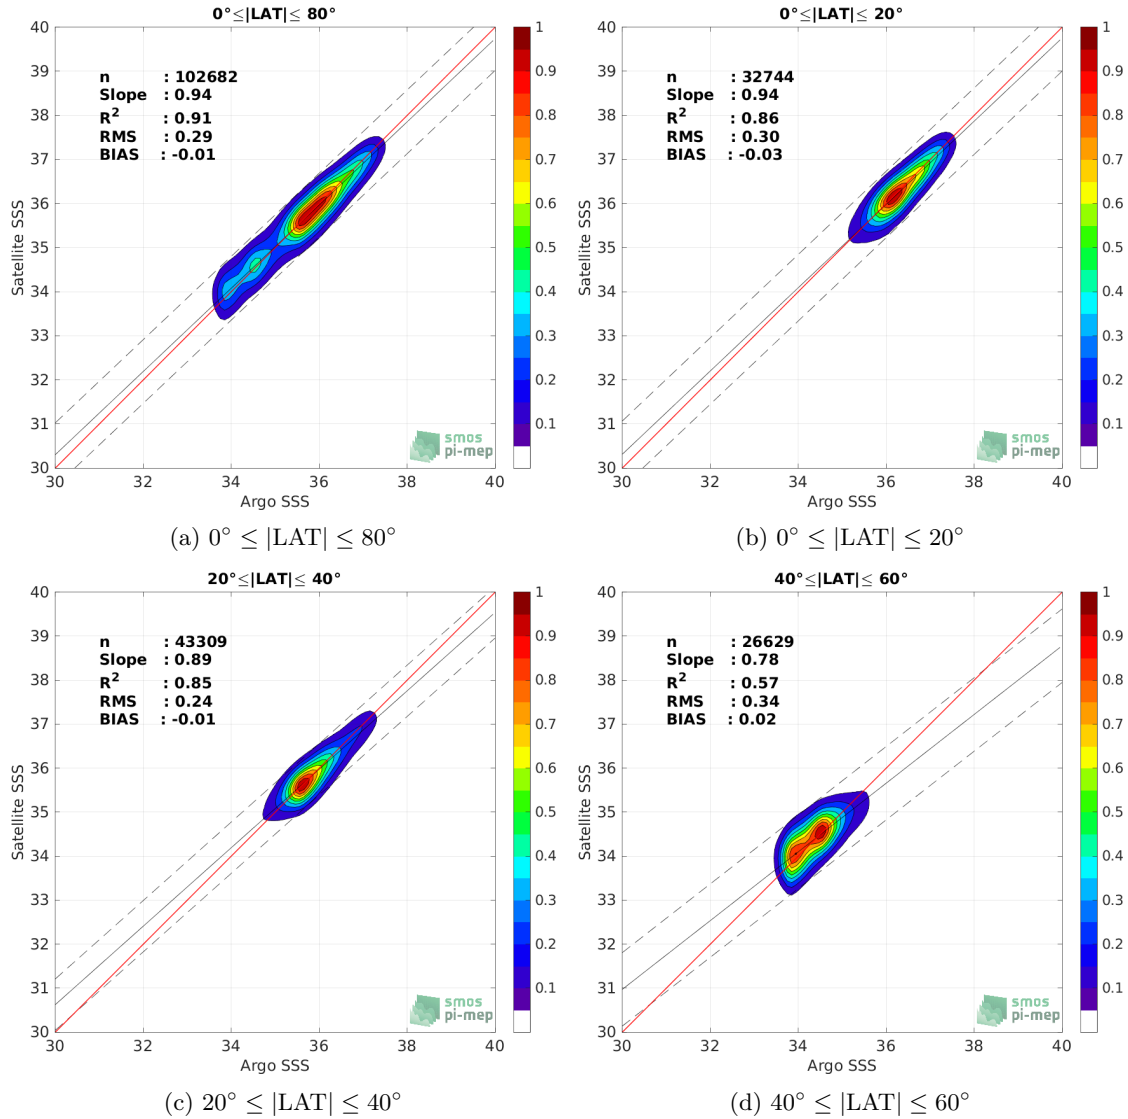 0°≤|LAT|≤ 80°
40
39
38
37
36
35
34
33
32
31
30
Satellite SSS
n : 102682
Slope : 0.94
R² : 0.91
RMS : 0.29
BIAS : -0.01
smos
pi-mep
30 32 34 36 38 40
Argo SSS
1
0.9
0.8
0.7
0.6
0.5
0.4
0.3
0.2
0.1
(a) 0° ≤ |LAT| ≤ 80°
0°≤|LAT|≤ 20°
40
39
38
37
36
35
34
33
32
31
30
Satellite SSS
n : 32744
Slope : 0.94
R² : 0.86
RMS : 0.30
BIAS : -0.03
smos
pi-mep
30 32 34 36 38 40
Argo SSS
1
0.9
0.8
0.7
0.6
0.5
0.4
0.3
0.2
0.1
(b) 0° ≤ |LAT| ≤ 20°
20°≤|LAT|≤ 40°
40
39
38
37
36
35
34
33
32
31
30
Satellite SSS
n : 43309
Slope : 0.89
R² : 0.85
RMS : 0.24
BIAS : -0.01
smos
pi-mep
30 32 34 36 38 40
Argo SSS
1
0.9
0.8
0.7
0.6
0.5
0.4
0.3
0.2
0.1
(c) 20° ≤ |LAT| ≤ 40°
40°≤|LAT|≤ 60°
40
39
38
37
36
35
34
33
32
31
30
Satellite SSS
n : 26629
Slope : 0.78
R² : 0.57
RMS : 0.34
BIAS : 0.02
smos
pi-mep
30 32 34 36 38 40
Argo SSS
1
0.9
0.8
0.7
0.6
0.5
0.4
0.3
0.2
0.1
(d) 40° ≤ |LAT| ≤ 60°